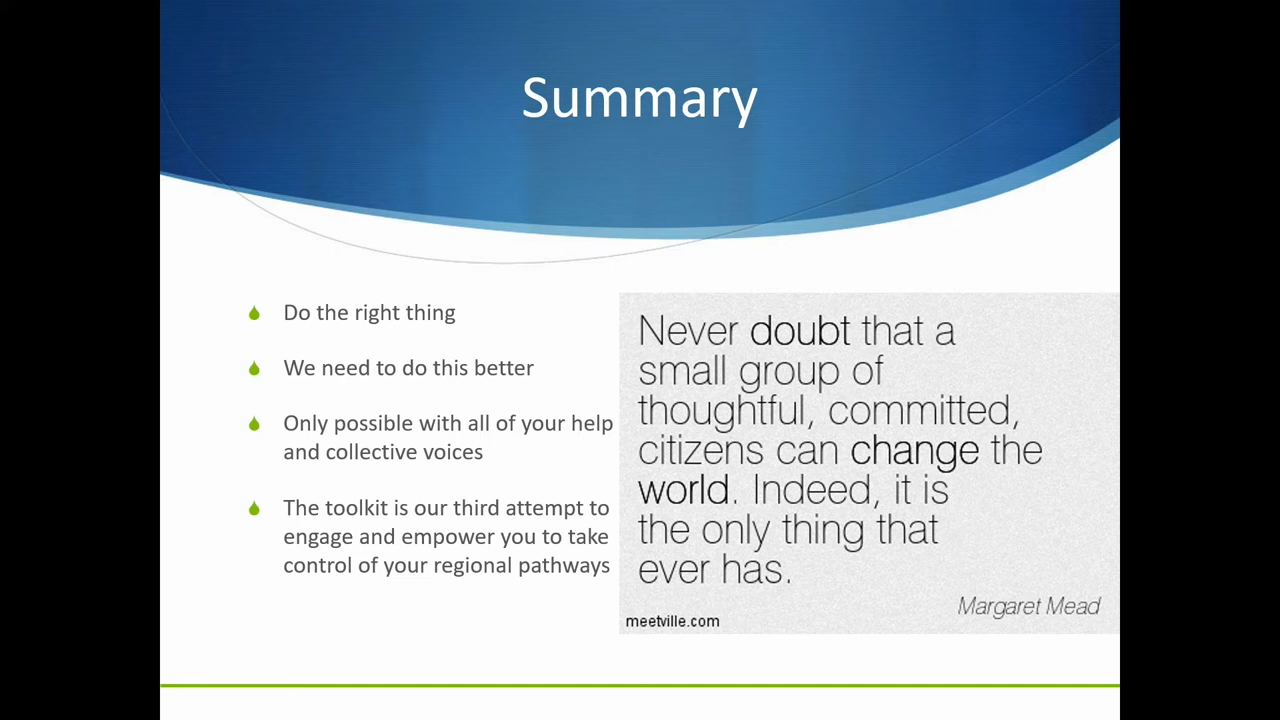 Summary
Do the right thing
We need to do this better
Only possible with all of your help
and collective voices
The toolkit is our third attempt to
engage and empower you to take
control of your regional pathways
Never doubt that a
small group of
thoughtful, committed,
citizens can change the
world. Indeed, it is
the only thing that
ever has.
Margaret Mead
meetville.com